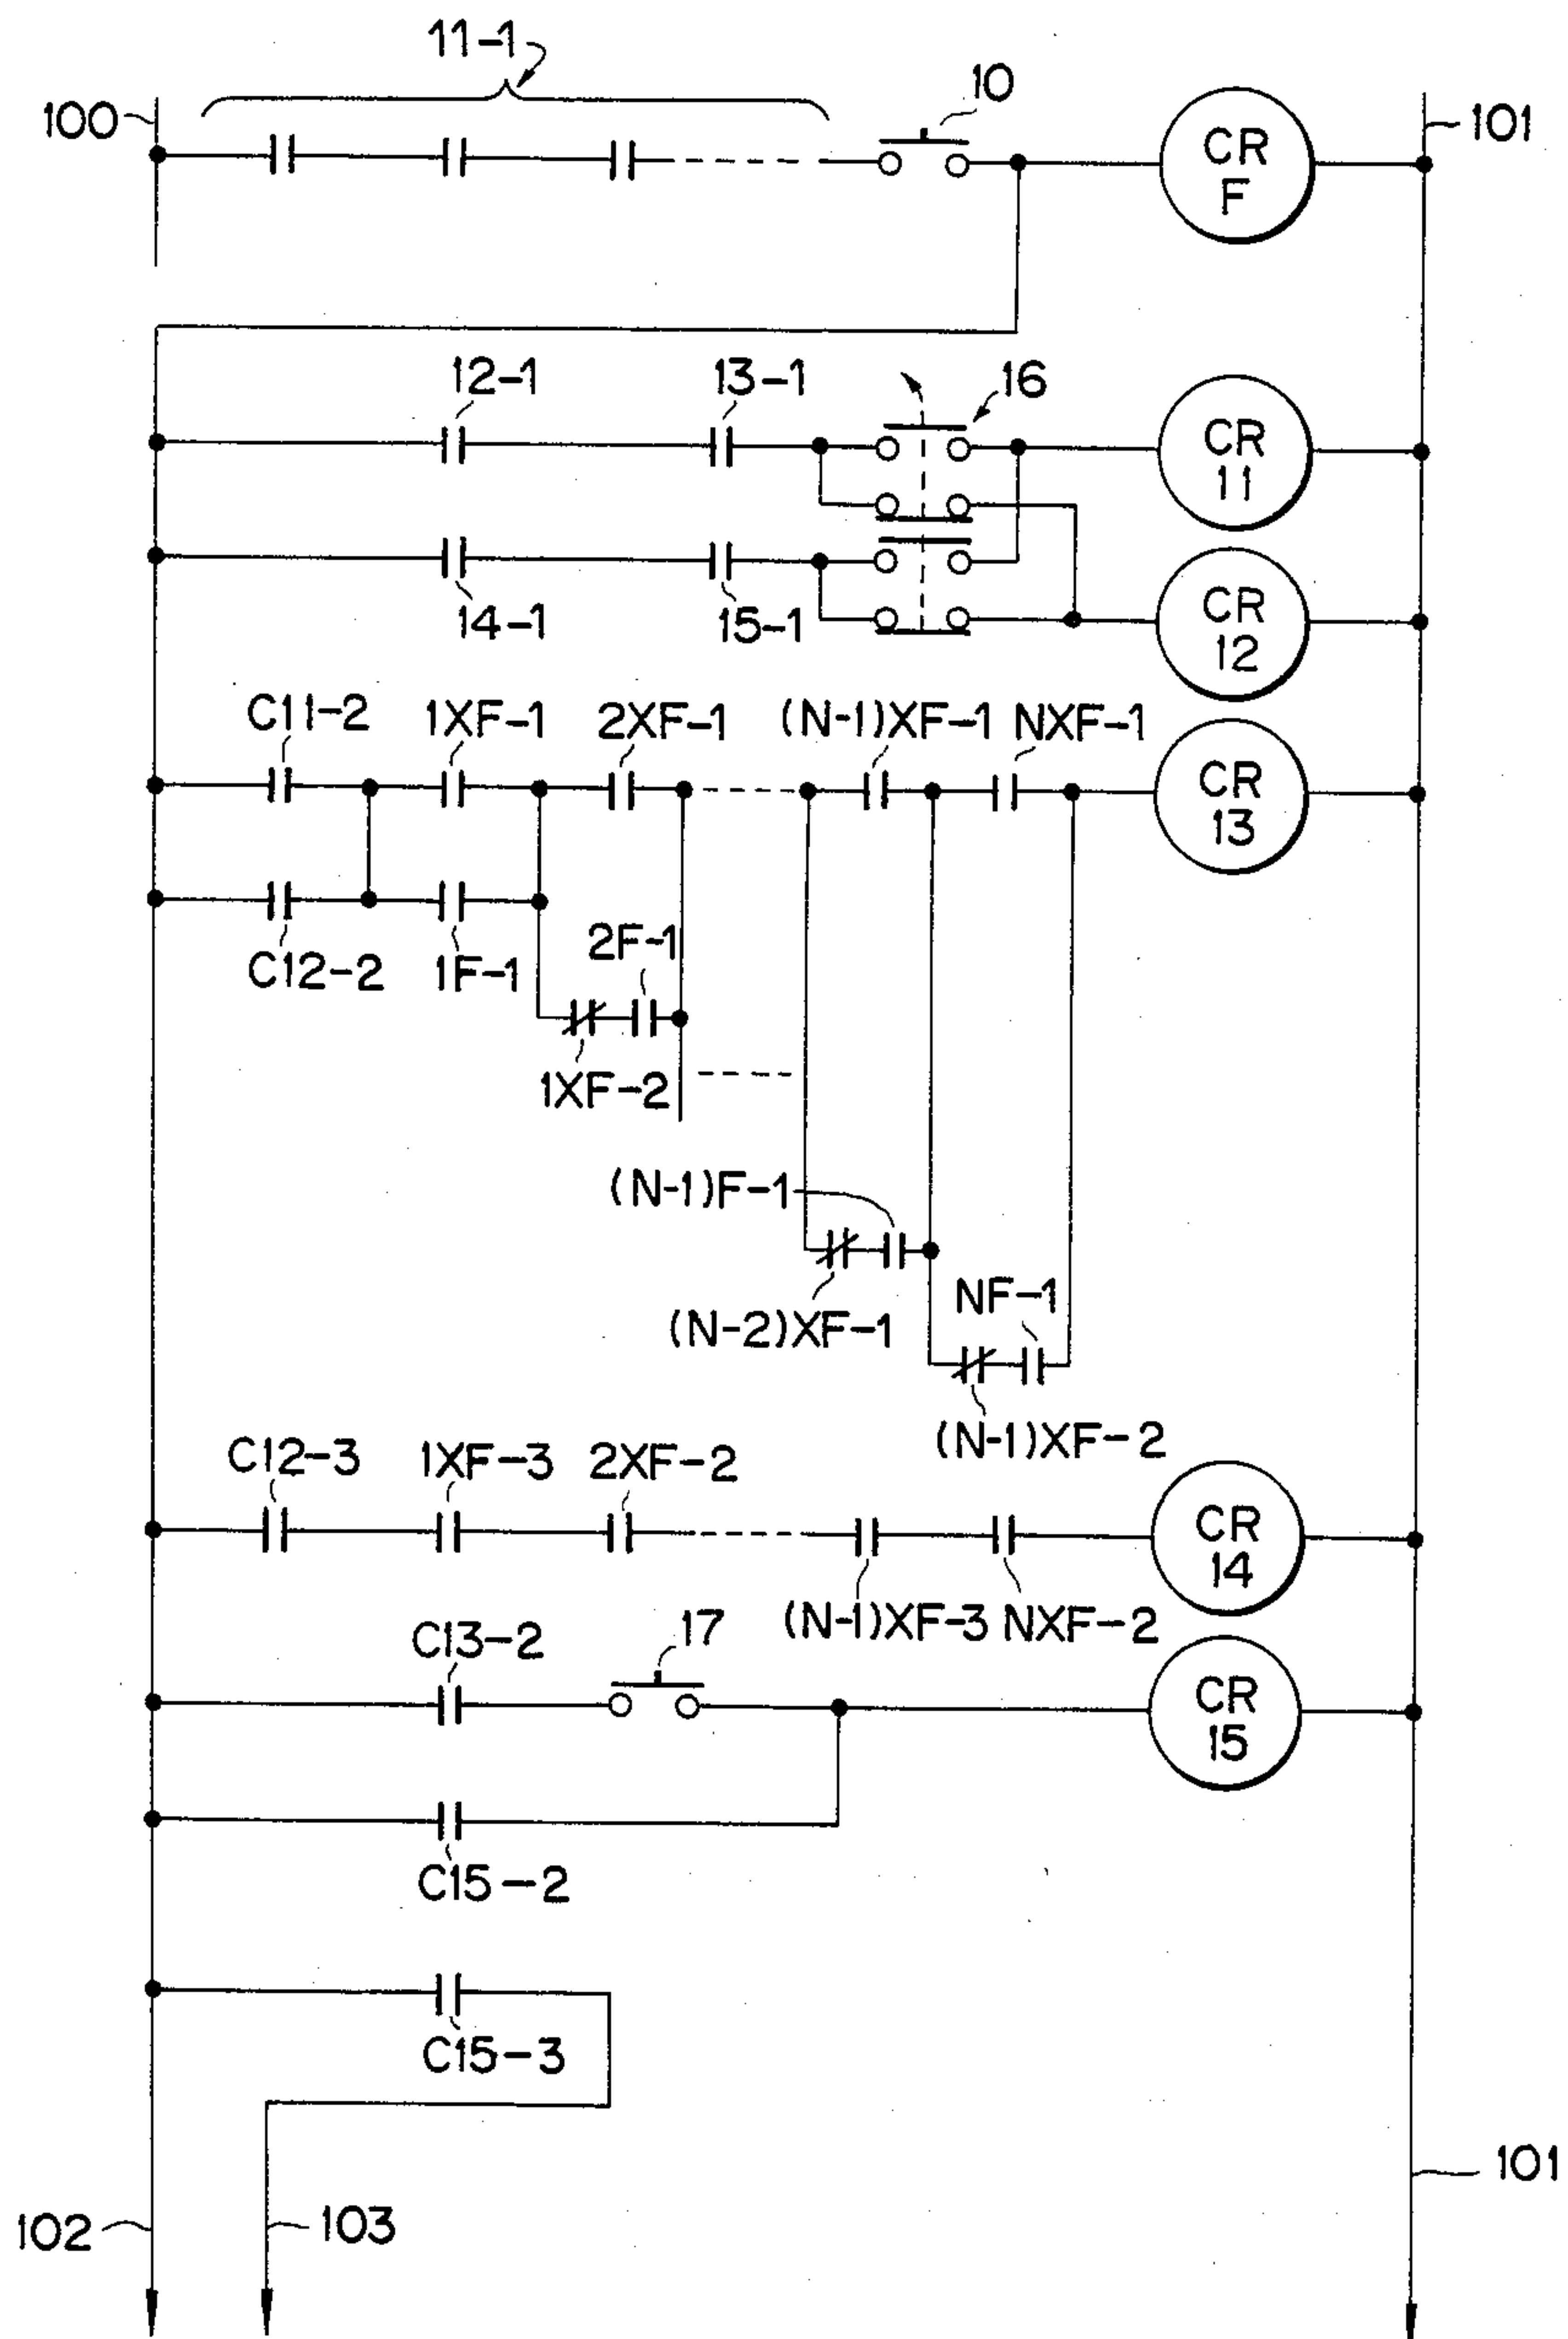 11-1
10
100
101
CR
F
12-1
13-1
16
CR
11
14-1
15-1
CR
12
C11-2
1XF-1
2XF-1
(N-1)XF-1
NXF-1
CR
13
C12-2
1F-1
2F-1
1XF-2
(N-1)F-1
(N-2)XF-1
NF-1
(N-1)XF-2
C12-3
1XF-3
2XF-2
CR
14
(N-1)XF-3
NXF-2
C13-2
17
CR
15
C15-2
C15-3
101
102
103